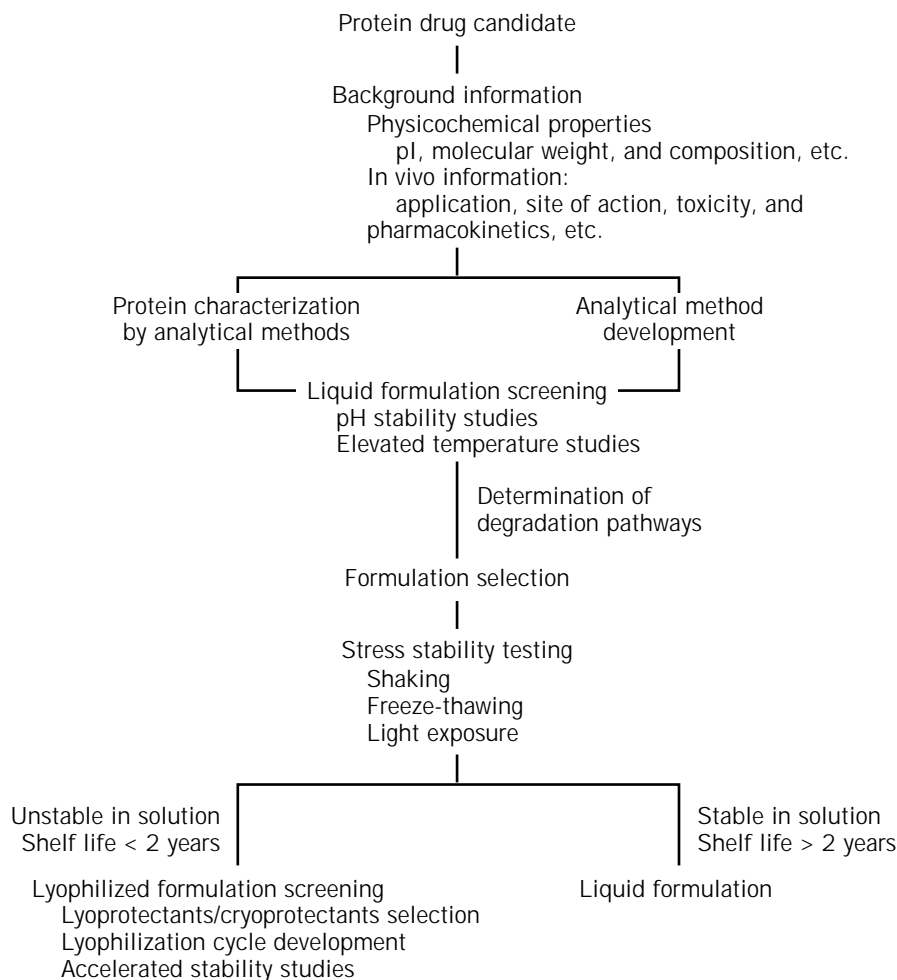 Protein drug candidate
Background information
Physicochemical properties
pI, molecular weight, and composition, etc.
In vivo information:
application, site of action, toxicity, and
pharmacokinetics, etc.
Protein characterization
by analytical methods
Analytical method
development
Liquid formulation screening
pH stability studies
Elevated temperature studies
Determination of
degradation pathways
Formulation selection
Stress stability testing
Shaking
Freeze-thawing
Light exposure
Unstable in solution
Shelf life < 2 years
Stable in solution
Shelf life > 2 years
Lyophilized formulation screening
Lyoprotectants/cryoprotectants selection
Lyophilization cycle development
Accelerated stability studies
Liquid formulation